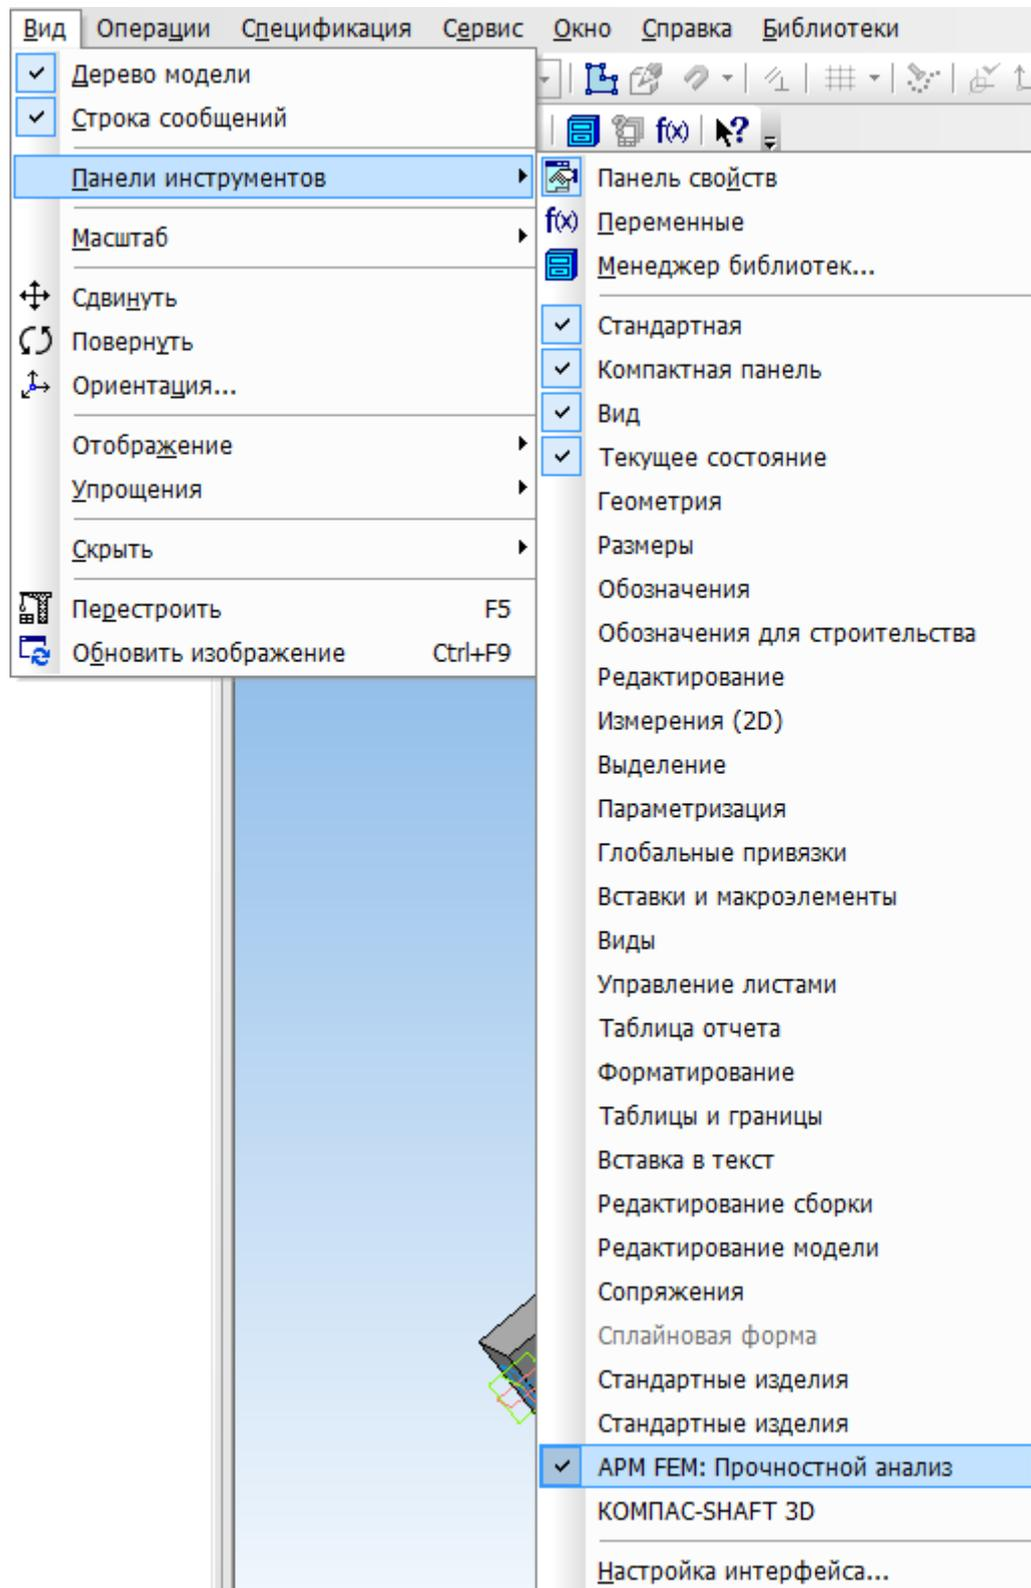 Вид Операции Спецификация Сервис Окно Справка Библиотеки
Дерево модели
Строка сообщений
f(x) ?
Панели инструментов
Масштаб
Сдвинуть
Повернуть
Ориентация...
Отображение
Упрощения
Скрыть
Перестроить F5
Обновить изображение Ctrl+F9
Панель свойств
f(x) Переменные
Менеджер библиотек...
Стандартная
Компактная панель
Вид
Текущее состояние
Геометрия
Размеры
Обозначения
Обозначения для строительства
Редактирование
Измерения (2D)
Выделение
Параметризация
Глобальные привязки
Вставки и макроэлементы
Виды
Управление листами
Таблица отчета
Форматирование
Таблицы и границы
Вставка в текст
Редактирование сборки
Редактирование модели
Сопряжения
Сплайновая форма
Стандартные изделия
Стандартные изделия
APM FEM: Прочностной анализ
КОМПАС-SHAFT 3D
Настройка интерфейса...